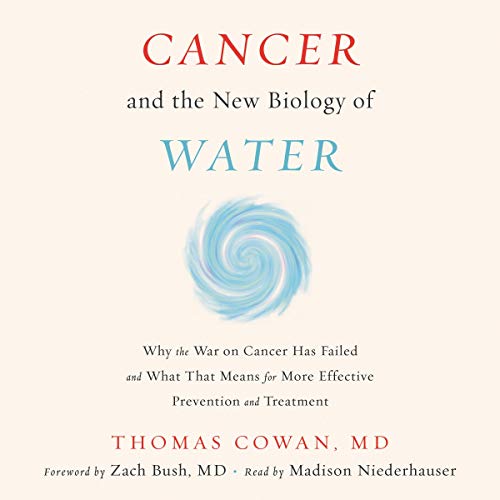 CANCER
and the New Biology of
WATER
Why the War on Cancer Has Failed
and What That Means for More Effective
Prevention and Treatment
THOMAS COWAN, MD
Foreword by Zach Bush, MD • Read by Madison Niederhauser